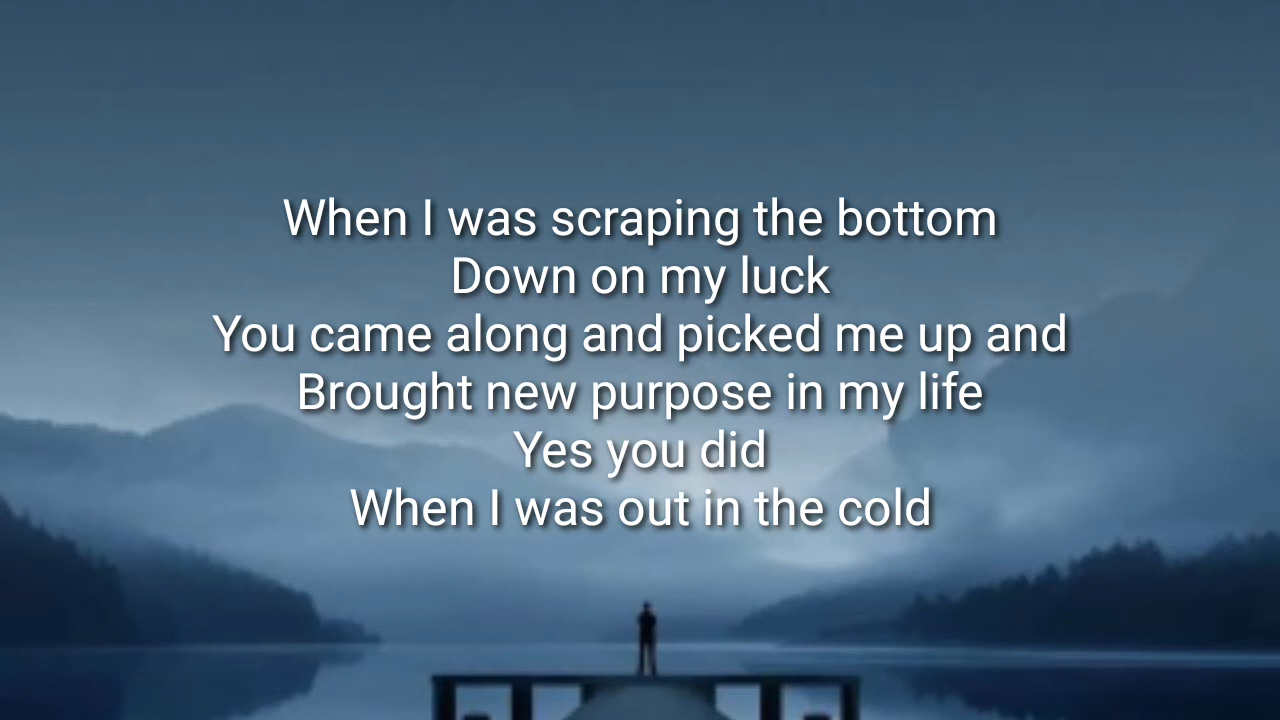 When I was scraping the bottom
Down on my luck
You came along and picked me up and
Brought new purpose in my life
Yes you did
When I was out in the cold